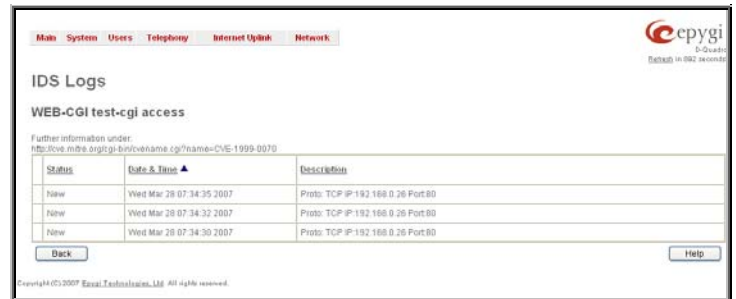 Main System Users Telephony Internet Uplink Network
epygi
D-Quadro
Refresh in 892 seconds
IDS Logs
WEB-CGI test-cgi access
Further information under:
http://cve.mitre.org/cgi-bin/cvename.cgi?name=CVE-1999-0070
Status Date & Time ▲ Description
New Wed Mar 28 07:34:35 2007 Proto: TCP IP:192.168.0.26 Port:80
New Wed Mar 28 07:34:32 2007 Proto: TCP IP:192.168.0.26 Port:80
New Wed Mar 28 07:34:30 2007 Proto: TCP IP:192.168.0.26 Port:80
Back Help
Copyright (C) 2007 Epygi Technologies, Ltd. All rights reserved.